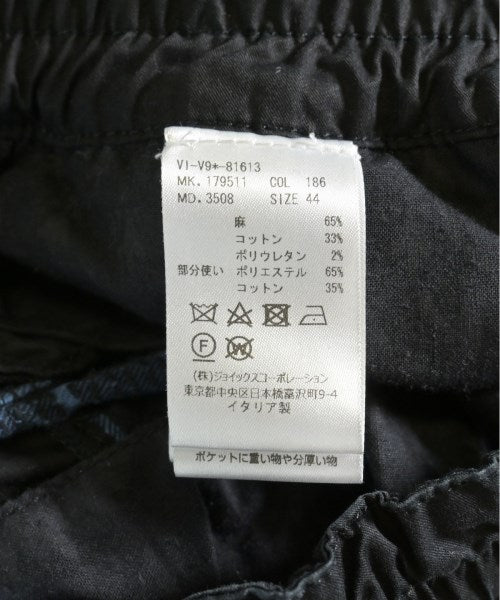 VI-V9*-81613
MK. 179511 COL 186
MD. 3508 SIZE 44
麻 65%
コットン 33%
ポリウレタン 2%
部分使い ポリエステル 65%
コットン 35%
F W
(株)ジョイックスコーポレーション
東京都中央区日本橋富沢町9-4
イタリア製
ポケットに重い物や分厚い物